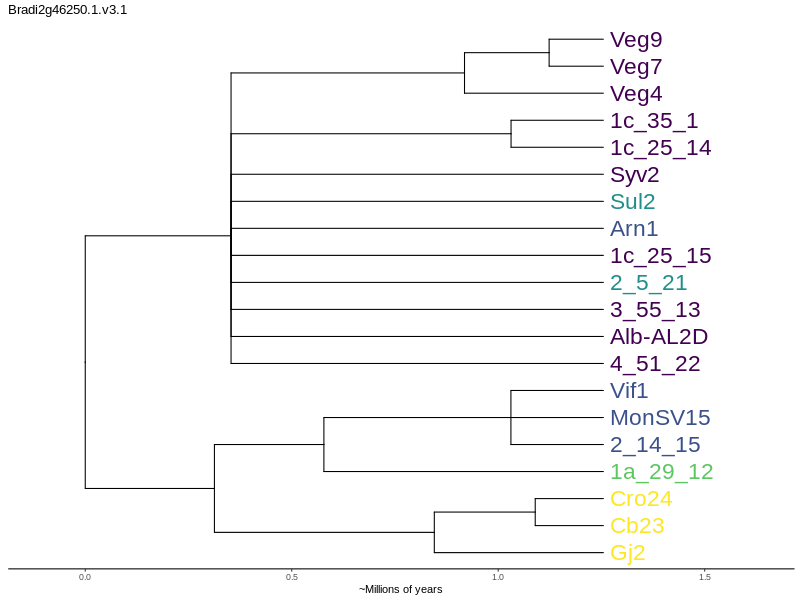 Bradi2g46250.1.v3.1
Veg9
Veg7
Veg4
1c_35_1
1c_25_14
Syv2
Sul2
Arn1
1c_25_15
2_5_21
3_55_13
Alb-AL2D
4_51_22
Vif1
MonSV15
2_14_15
1a_29_12
Cro24
Cb23
Gj2
0.0 0.5 1.0 1.5
~Millions of years